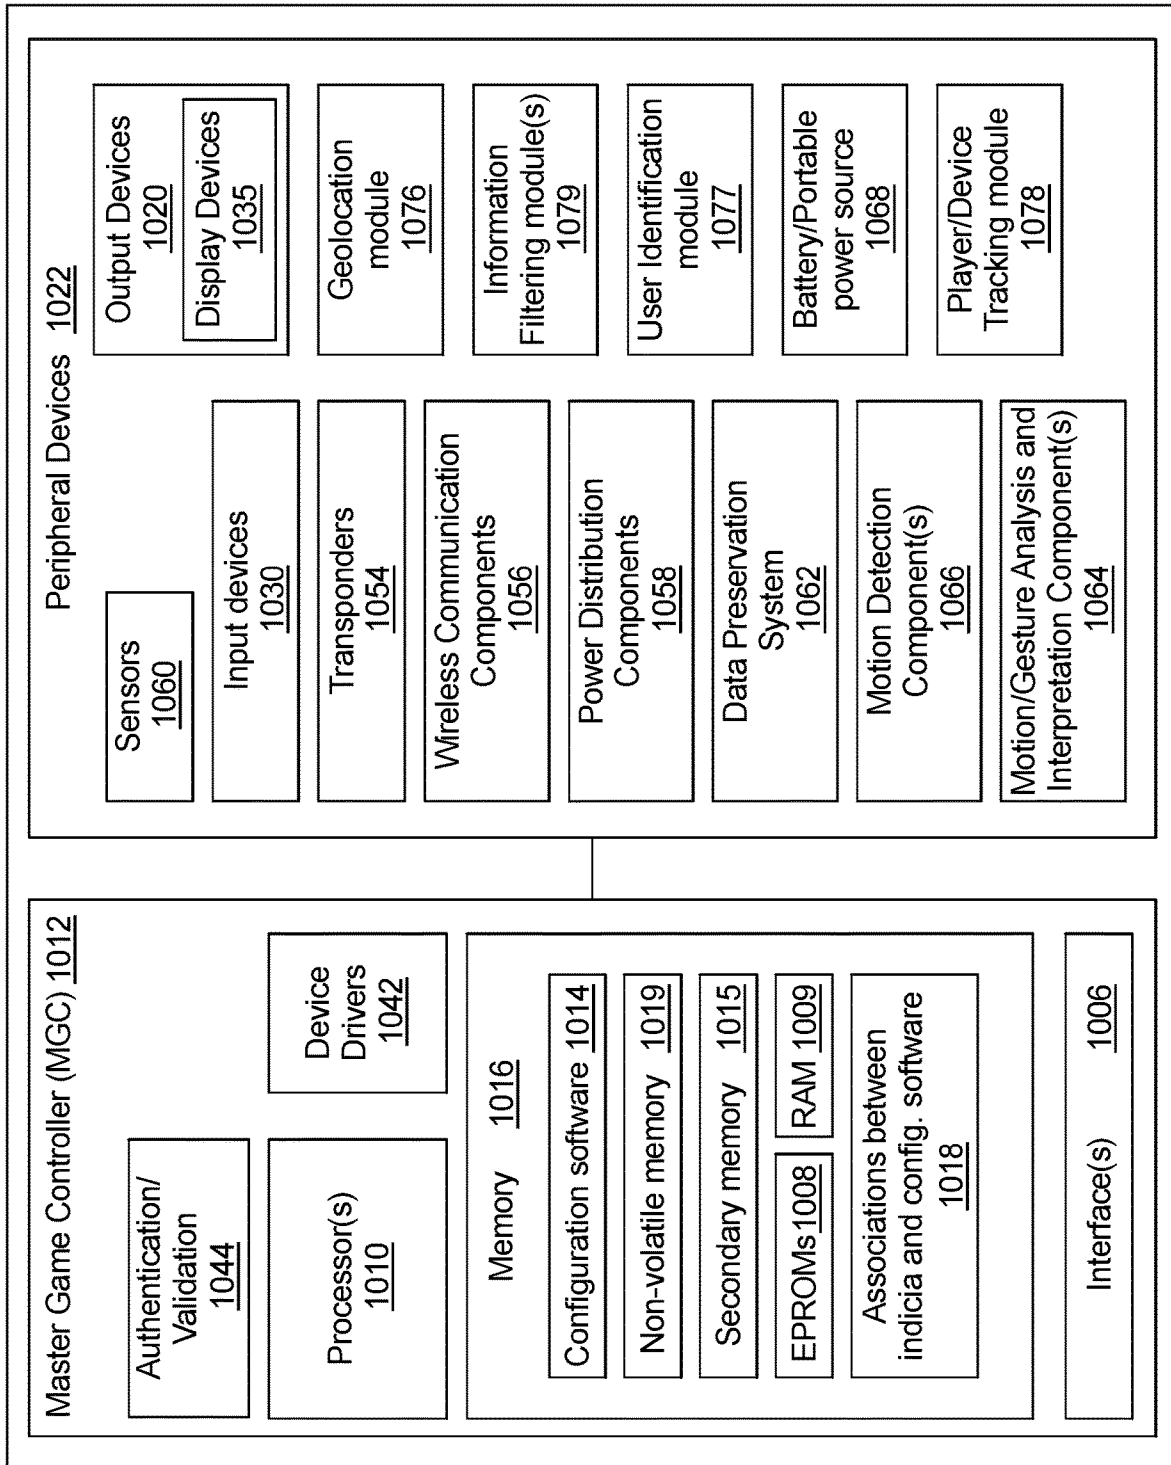 Master Game Controller (MGC) 1012
Authentication/
Validation
1044
Processor(s)
1010
Device
Drivers
1042
Memory 1016
Configuration software 1014
Non-volatile memory 1019
Secondary memory 1015
EPROMs1008
RAM 1009
Associations between
indicia and config. software
1018
Interface(s) 1006
Peripheral Devices 1022
Sensors
1060
Input devices
1030
Transponders
1054
Wireless Communication
Components
1056
Power Distribution
Components
1058
Data Preservation
System
1062
Motion Detection
Component(s)
1066
Motion/Gesture Analysis and
Interpretation Component(s)
1064
Output Devices
1020
Display Devices
1035
Geolocation
module
1076
Information
Filtering module(s)
1079
User Identification
module
1077
Battery/Portable
power source
1068
Player/Device
Tracking module
1078